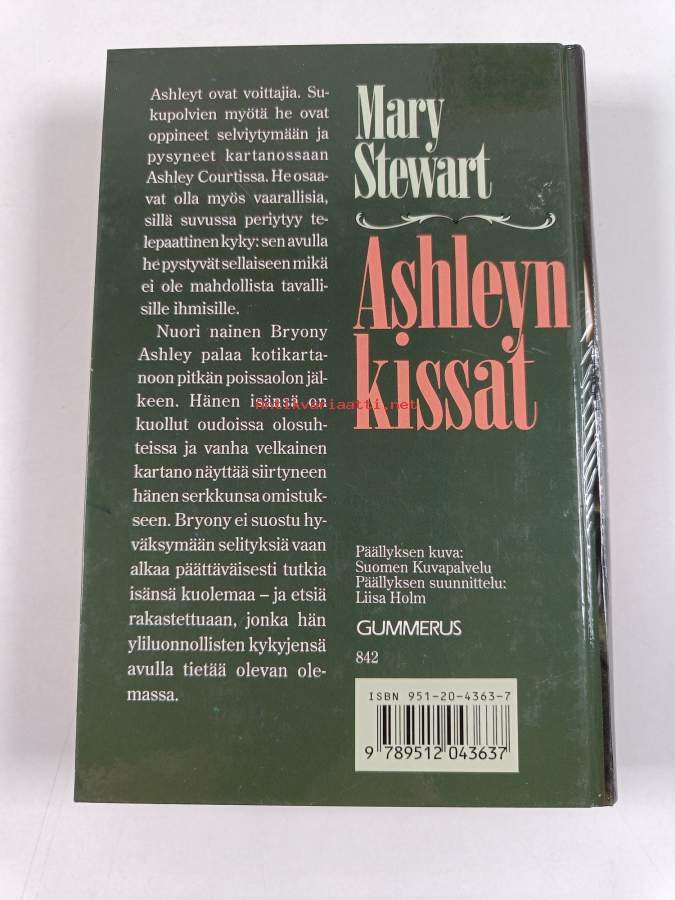 Ashleyt ovat voittajia. Su-
kupolvien myötä he ovat
oppineet selviytymään ja
pysyneet kartanossaan
Ashley Courtissa. He osaa-
vat olla myös vaarallisia,
sillä suvussa periytyy te-
lepaattinen kyky: sen avulla
he pystyvät sellaiseen mikä
ei ole mahdollista tavalli-
sille ihmisille.
Nuori nainen Bryony
Ashley palaa kotikarta-
noon pitkän poissaolon jäl-
keen. Hänen isänsä on
kuollut oudoissa olosuh-
teissa ja vanha velkainen
kartano näyttää siirtyneen
hänen serkkunsa omistuk-
seen. Bryony ei suostu hy-
väksymään selityksiä vaan
alkaa päättäväisesti tutkia
isänsä kuolemaa – ja etsiä
rakastettuaan, jonka hän
yliluonnollisten kykyjensä
avulla tietää olevan ole-
massa.
Mary
Stewart
Ashleyn
kissat
antikvariaatti.net
Päällyksen kuva:
Suomen Kuvapalvelu
Päällyksen suunnittelu:
Liisa Holm
GUMMERUS
842
ISBN 951-20-4363-7
9 789512 043637